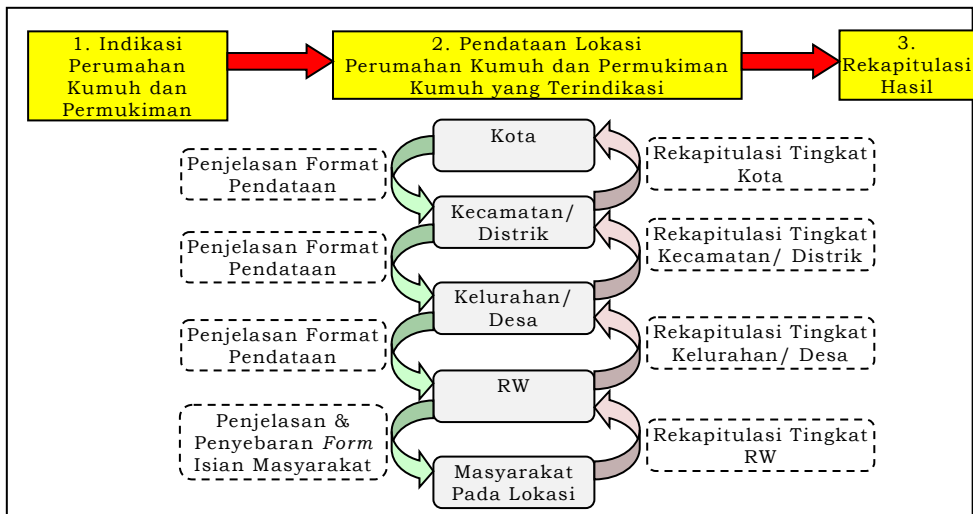 1. Indikasi
Perumahan
Kumuh dan
Permukiman
2. Pendataan Lokasi
Perumahan Kumuh dan Permukiman
Kumuh yang Terindikasi
3.
Rekapitulasi
Hasil
Kota
Penjelasan Format
Pendataan
Rekapitulasi Tingkat
Kota
Kecamatan/
Distrik
Penjelasan Format
Pendataan
Rekapitulasi Tingkat
Kecamatan/ Distrik
Kelurahan/
Desa
Penjelasan Format
Pendataan
Rekapitulasi Tingkat
Kelurahan/ Desa
RW
Penjelasan &
Penyebaran Form
Isian Masyarakat
Rekapitulasi Tingkat
RW
Masyarakat
Pada Lokasi